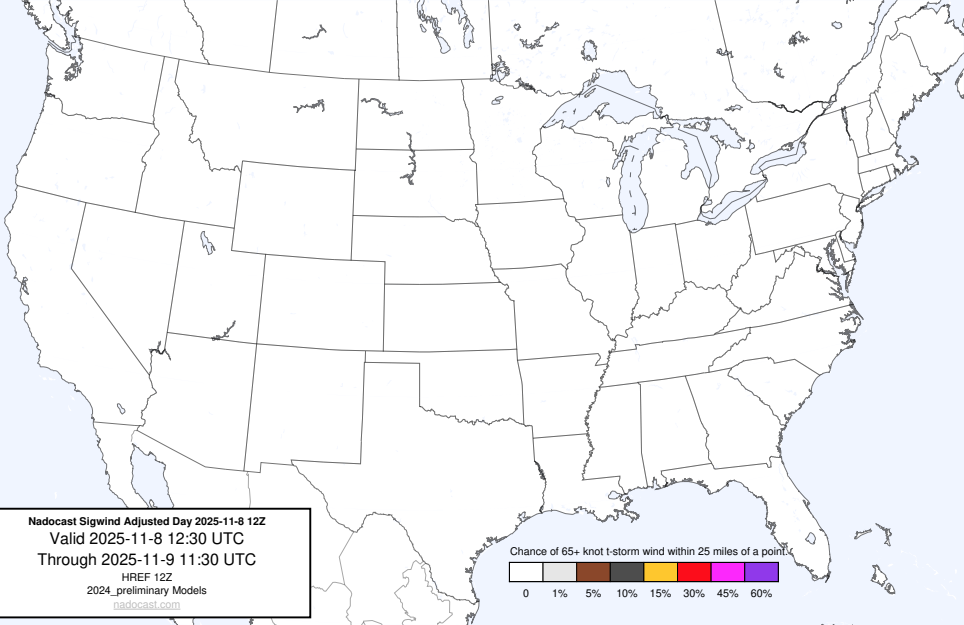 Nadocast Sigwind Adjusted Day 2025-11-8 12Z
Valid 2025-11-8 12:30 UTC
Through 2025-11-9 11:30 UTC
HREF 12Z
2024_preliminary Models
nadocast.com
Chance of 65+ knot t-storm wind within 25 miles of a point.
0 1% 5% 10% 15% 30% 45% 60%